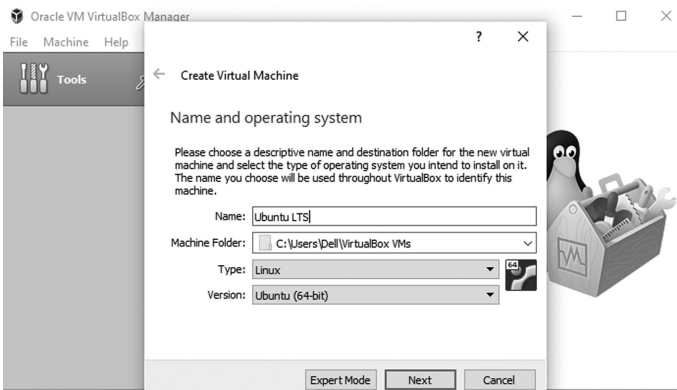 Oracle VM VirtualBox Manager
File Machine Help
Tools
Create Virtual Machine
Name and operating system
Please choose a descriptive name and destination folder for the new virtual
machine and select the type of operating system you intend to install on it.
The name you choose will be used throughout VirtualBox to identify this
machine.
Name: Ubuntu LTS
Machine Folder: C:\Users\Dell\VirtualBox VMs
Type: Linux
64
Version: Ubuntu (64-bit)
Expert Mode Next Cancel